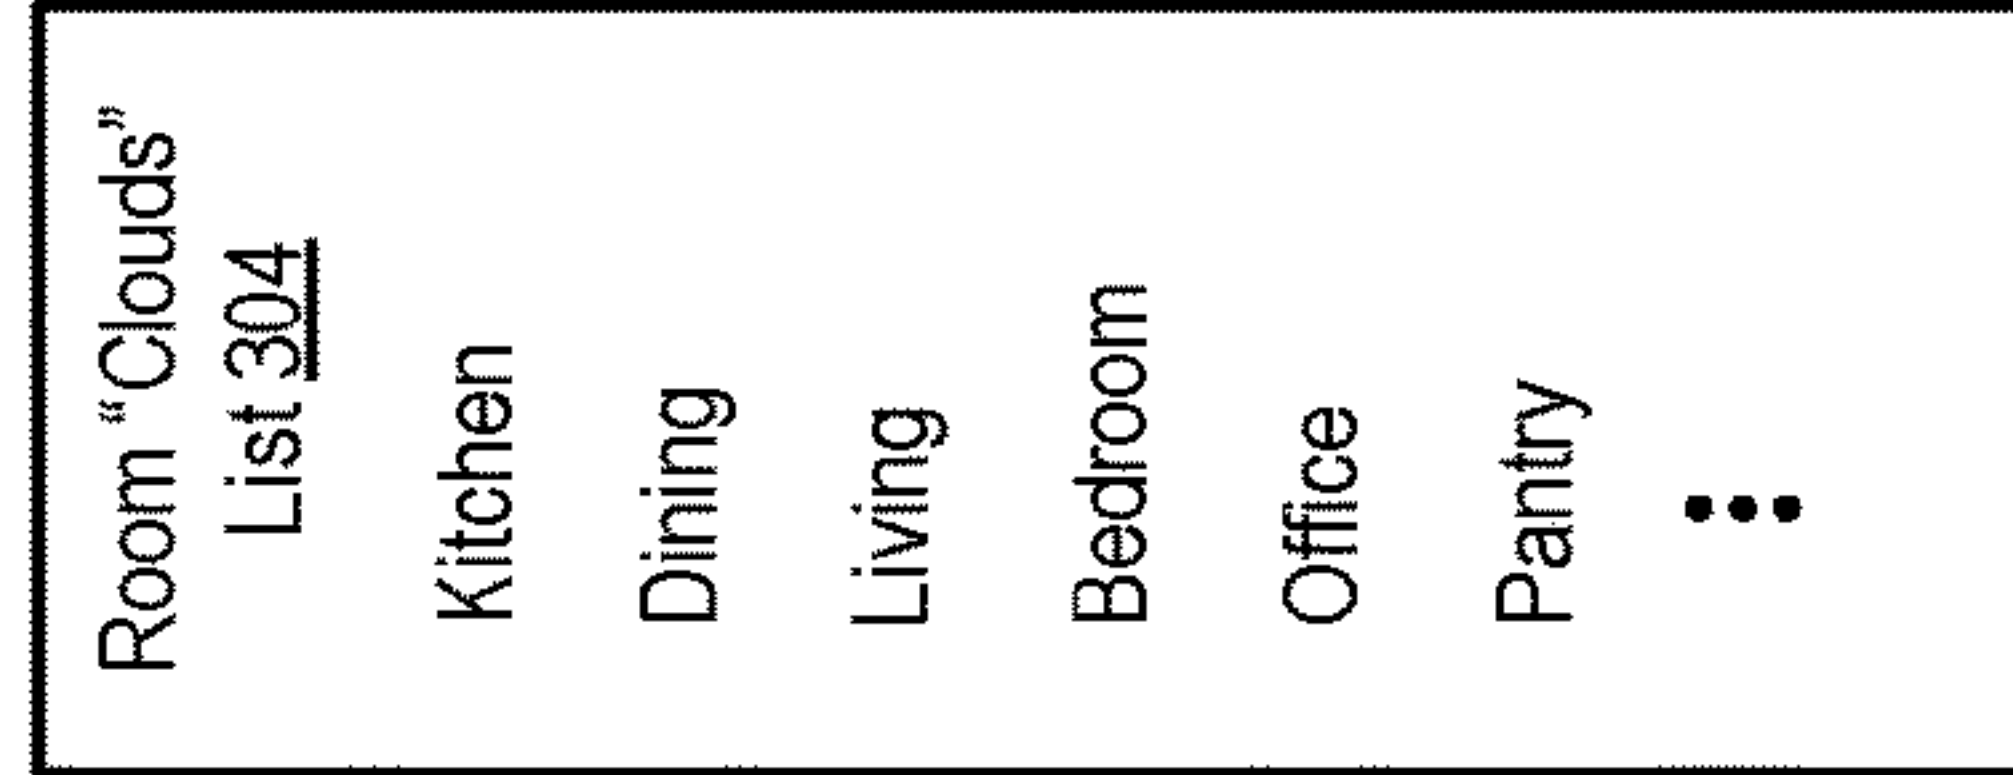 Room “Clouds”
List 304
Kitchen
Dining
Living
Bedroom
Office
Pantry
•••